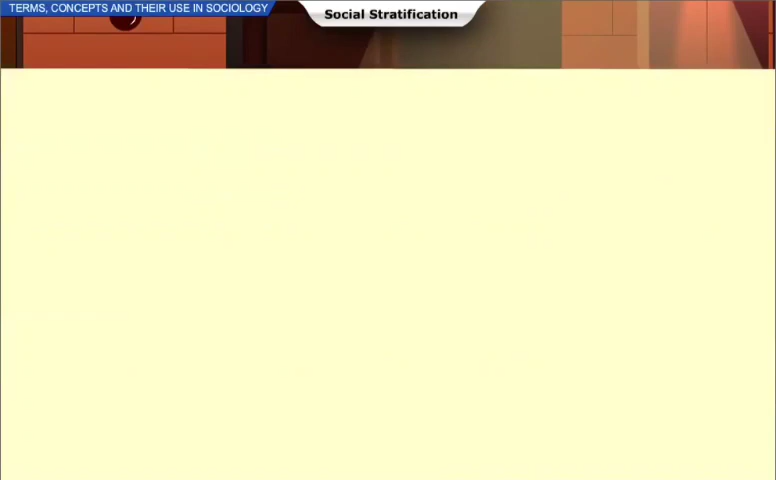 TERMS, CONCEPTS AND THEIR USE IN SOCIOLOGY
Social Stratification